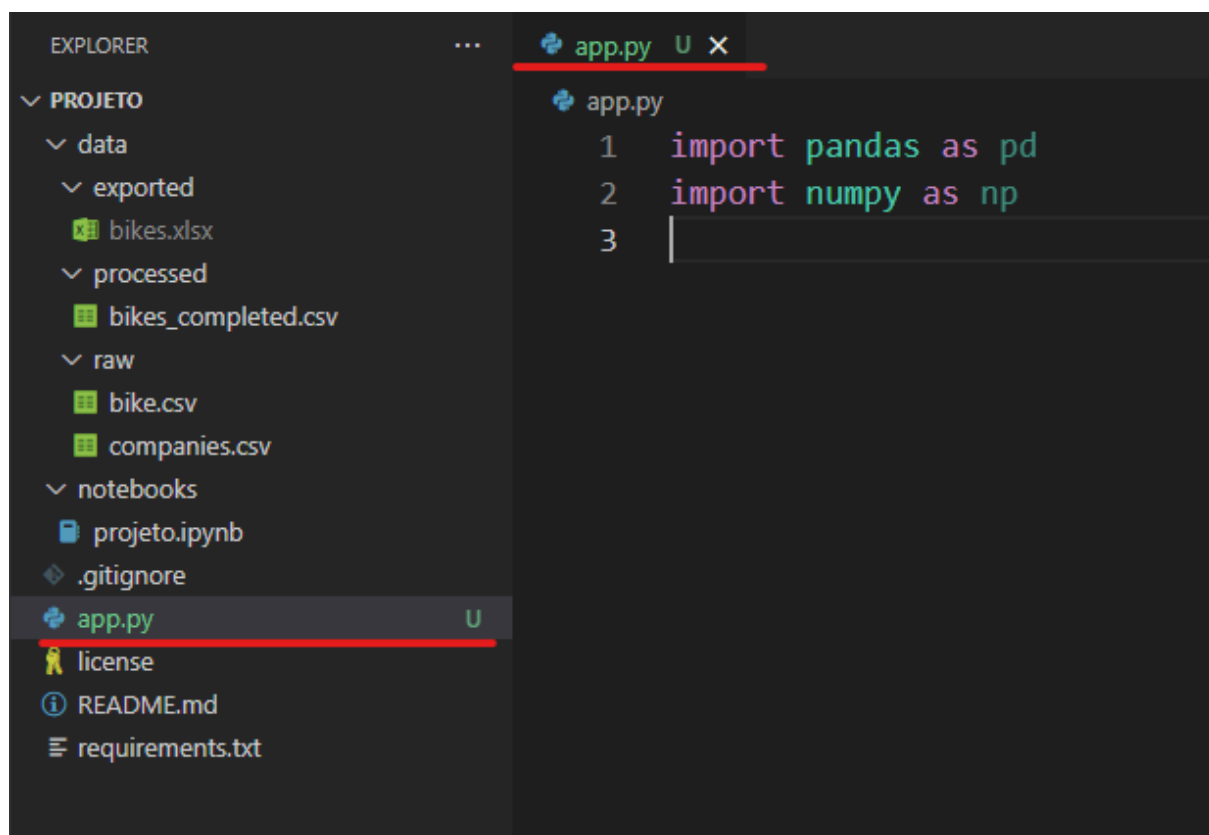 EXPLORER ···
PROJETO
data
exported
bikes.xlsx
processed
bikes_completed.csv
raw
bike.csv
companies.csv
notebooks
projeto.ipynb
.gitignore
app.py U
license
README.md
requirements.txt
app.py U
app.py
1 import pandas as pd
2 import numpy as np
3